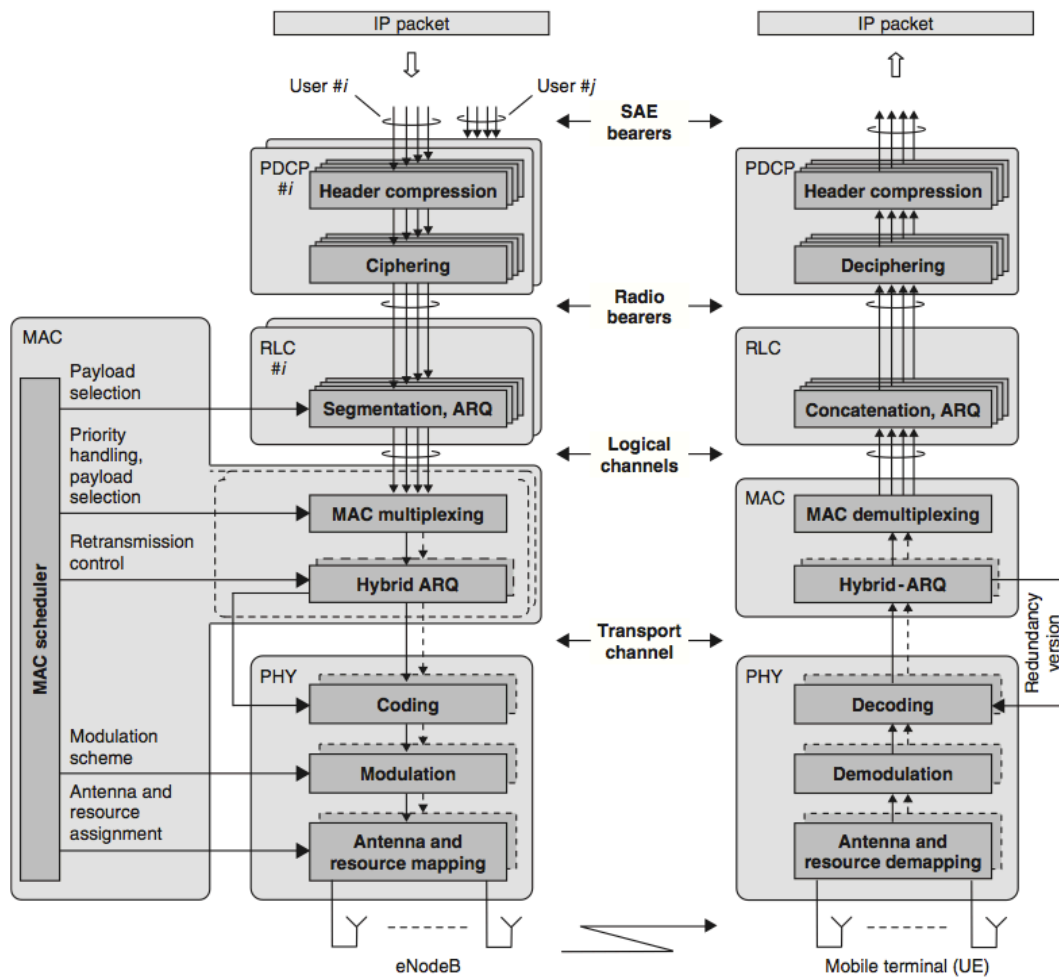 IP packet
IP packet
User #i
User #j
SAE
bearers
PDCP
#i
Header compression
Ciphering
PDCP
Header compression
Deciphering
Radio
bearers
MAC
RLC
#i
RLC
Payload
selection
Segmentation, ARQ
Concatenation, ARQ
Priority
handling,
payload
selection
Logical
channels
MAC
MAC multiplexing
MAC demultiplexing
Retransmission
control
Hybrid ARQ
Hybrid-ARQ
MAC scheduler
Transport
channel
Redundancy
version
PHY
PHY
Coding
Decoding
Modulation
scheme
Modulation
Demodulation
Antenna and
resource
assignment
Antenna and
resource mapping
Antenna and
resource demapping
eNodeB
Mobile terminal (UE)